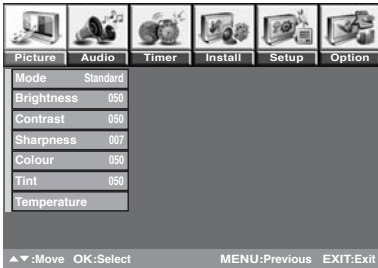 Picture Audio Timer Install Setup Option
Mode Standard
Brightness 050
Contrast 050
Sharpness 007
Colour 050
Tint 050
Temperature
▲▼:Move OK:Select MENU:Previous EXIT:Exit